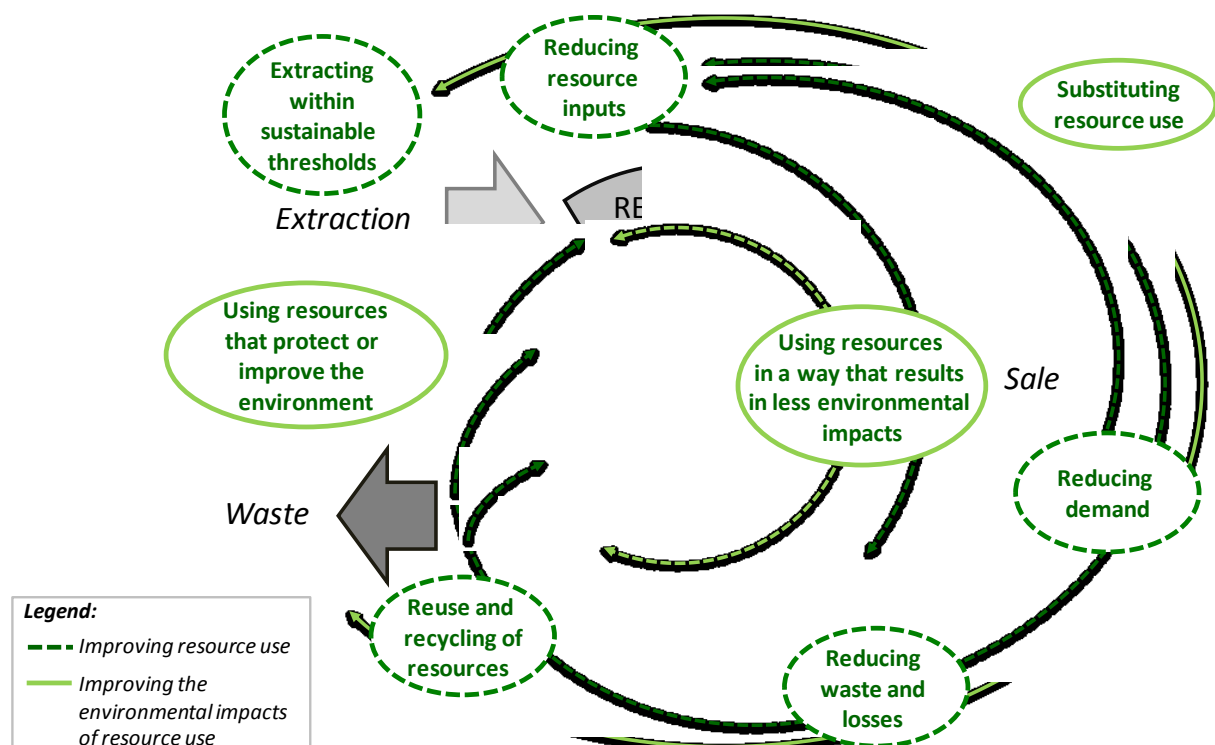 Reducing
resource
inputs
Extracting
within
sustainable
thresholds
Substituting
resource use
Extraction
RE
Using resources
that protect or
improve the
environment
Using resources
in a way that results
in less environmental
impacts
Sale
Reducing
demand
Waste
Reuse and
recycling of
resources
Reducing
waste and
losses
Legend:
Improving resource use
Improving the
environmental impacts
of resource use